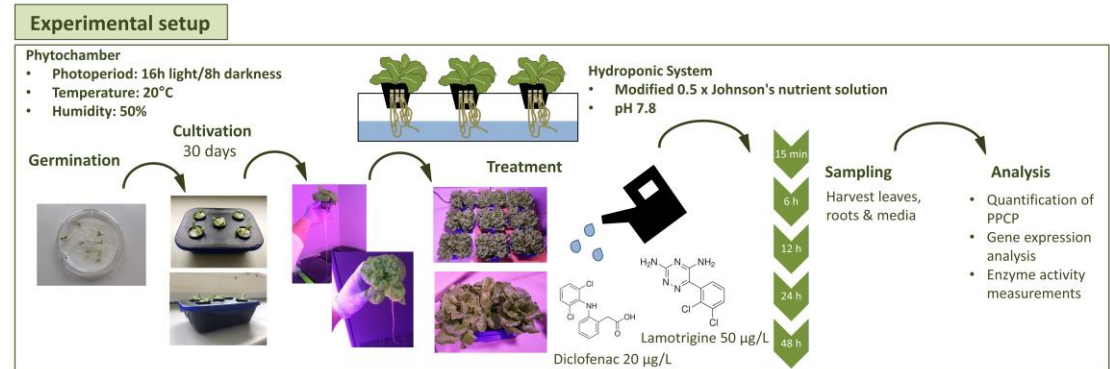 Experimental setup
Phytochamber
• Photoperiod: 16h light/8h darkness
• Temperature: 20°C
• Humidity: 50%
Hydroponic System
• Modified 0.5 x Johnson's nutrient solution
• pH 7.8
Germination
Cultivation
30 days
Treatment
Cl
Cl
NH
OH
O
Diclofenac 20 µg/L
H₂N
N
NH₂
N
N
Cl
Cl
Lamotrigine 50 µg/L
15 min
6 h
12 h
24 h
48 h
Sampling
Harvest leaves,
roots & media
Analysis
• Quantification of
PPCP
• Gene expression
analysis
• Enzyme activity
measurements